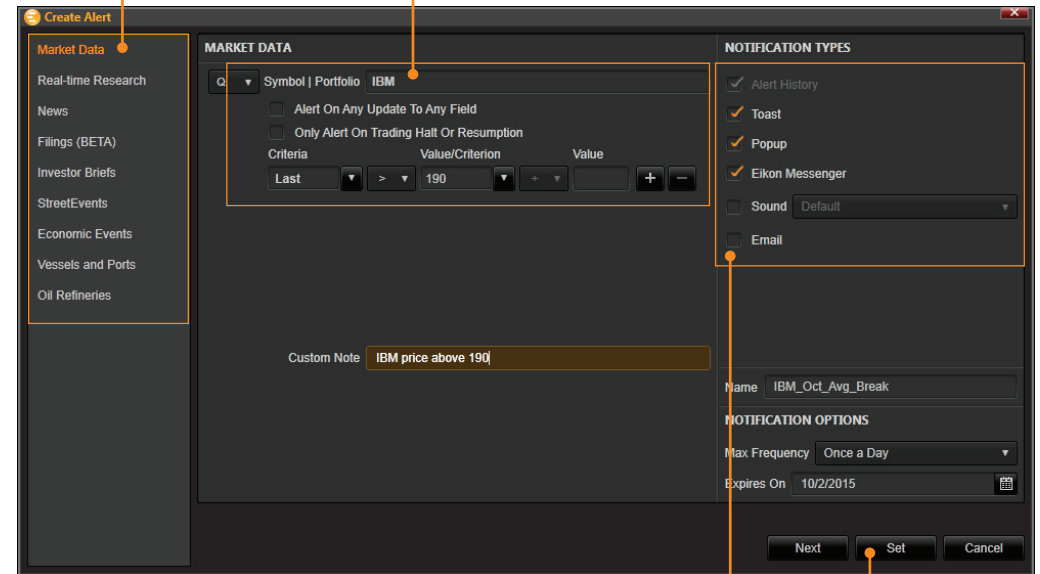 Create Alert
Market Data
Real-time Research
News
Filings (BETA)
Investor Briefs
StreetEvents
Economic Events
Vessels and Ports
Oil Refineries
MARKET DATA
Q Symbol | Portfolio IBM
Alert On Any Update To Any Field
Only Alert On Trading Halt Or Resumption
Criteria Value/Criterion Value
Last > 190 + + −
Custom Note IBM price above 190
NOTIFICATION TYPES
Alert History
Toast
Popup
Eikon Messenger
Sound Default
Email
Name IBM_Oct_Avg_Break
NOTIFICATION OPTIONS
Max Frequency Once a Day
Expires On 10/2/2015
Next Set Cancel